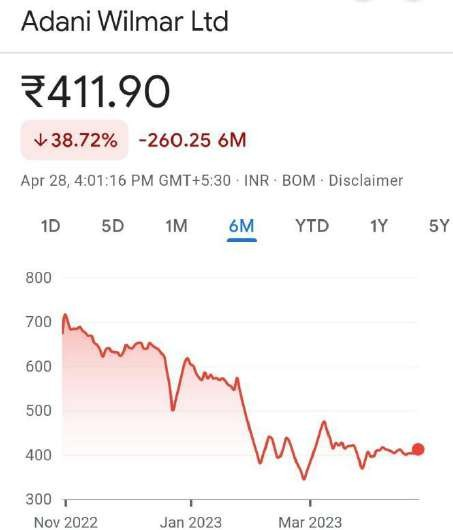 Adani Wilmar Ltd
₹411.90
↓38.72% -260.25 6M
Apr 28, 4:01:16 PM GMT+5:30 · INR · BOM · Disclaimer
1D 5D 1M 6M YTD 1Y 5Y
800
700
600
500
400
300
Nov 2022 Jan 2023 Mar 2023